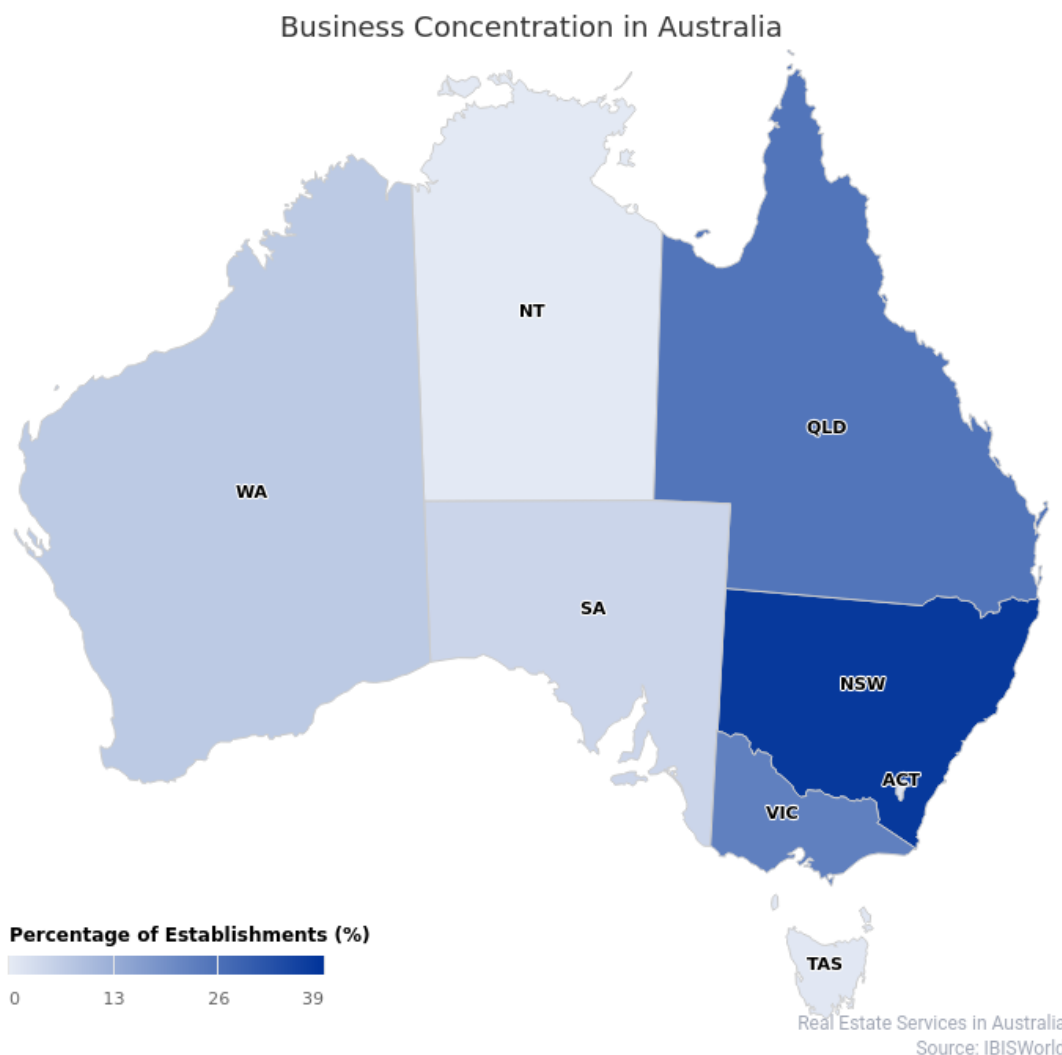 Business Concentration in Australia
NT
QLD
WA
SA
NSW
ACT
VIC
Percentage of Establishments (%)
TAS
0 13 26 39
Real Estate Services in Australia
Source: IBISWorld